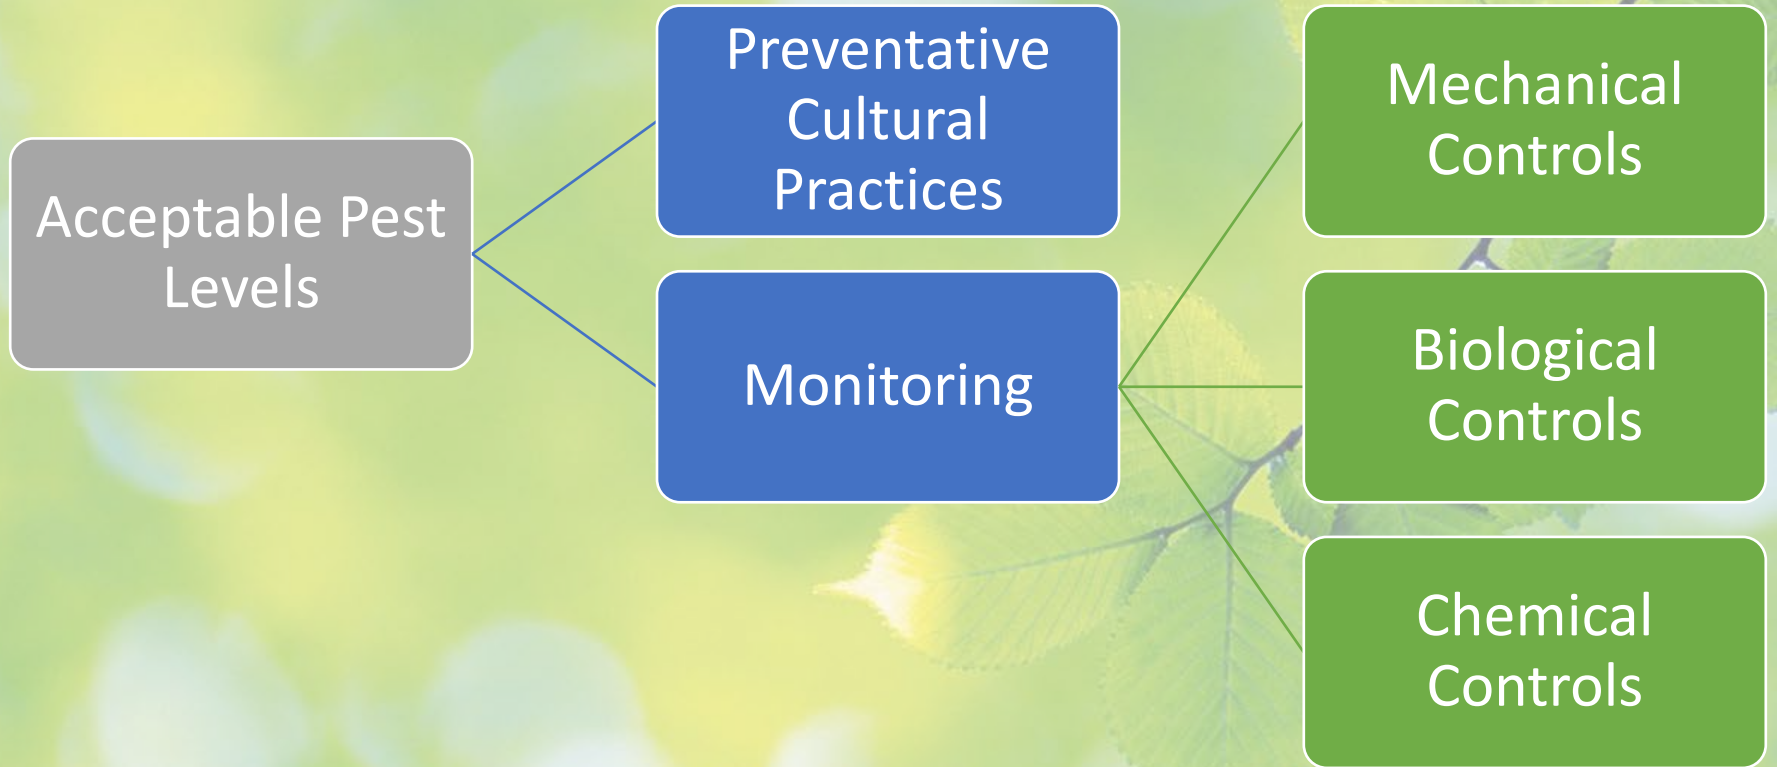 Acceptable Pest
Levels
Preventative
Cultural
Practices
Monitoring
Mechanical
Controls
Biological
Controls
Chemical
Controls